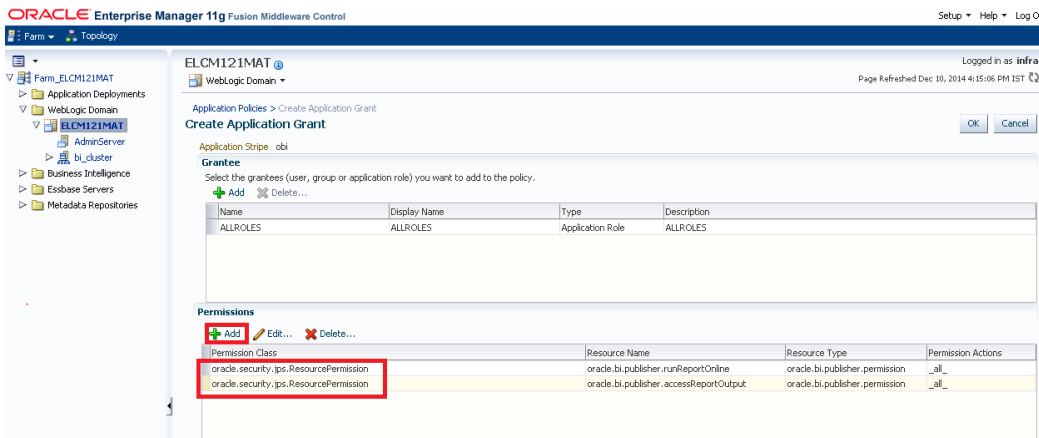 ORACLE Enterprise Manager 11g Fusion Middleware Control
Setup Help Log O
Farm Topology
Farm_ELCM121MAT
Application Deployments
WebLogic Domain
ELCM121MAT
AdminServer
bi_cluster
Business Intelligence
Essbase Servers
Metadata Repositories
ELCM121MAT
Logged in as infra
WebLogic Domain
Page Refreshed Dec 10, 2014 4:15:06 PM IST
Application Policies > Create Application Grant
Create Application Grant
OK Cancel
Application Stripe obi
Grantee
Select the grantees (user, group or application role) you want to add to the policy.
Add Delete...
Name Display Name Type Description
ALLROLES ALLROLES Application Role ALLROLES
Permissions
Add Edit... Delete...
Permission Class Resource Name Resource Type Permission Actions
oracle.security.jps.ResourcePermission oracle.bi.publisher.runReportOnline oracle.bi.publisher.permission _all_
oracle.security.jps.ResourcePermission oracle.bi.publisher.accessReportOutput oracle.bi.publisher.permission _all_